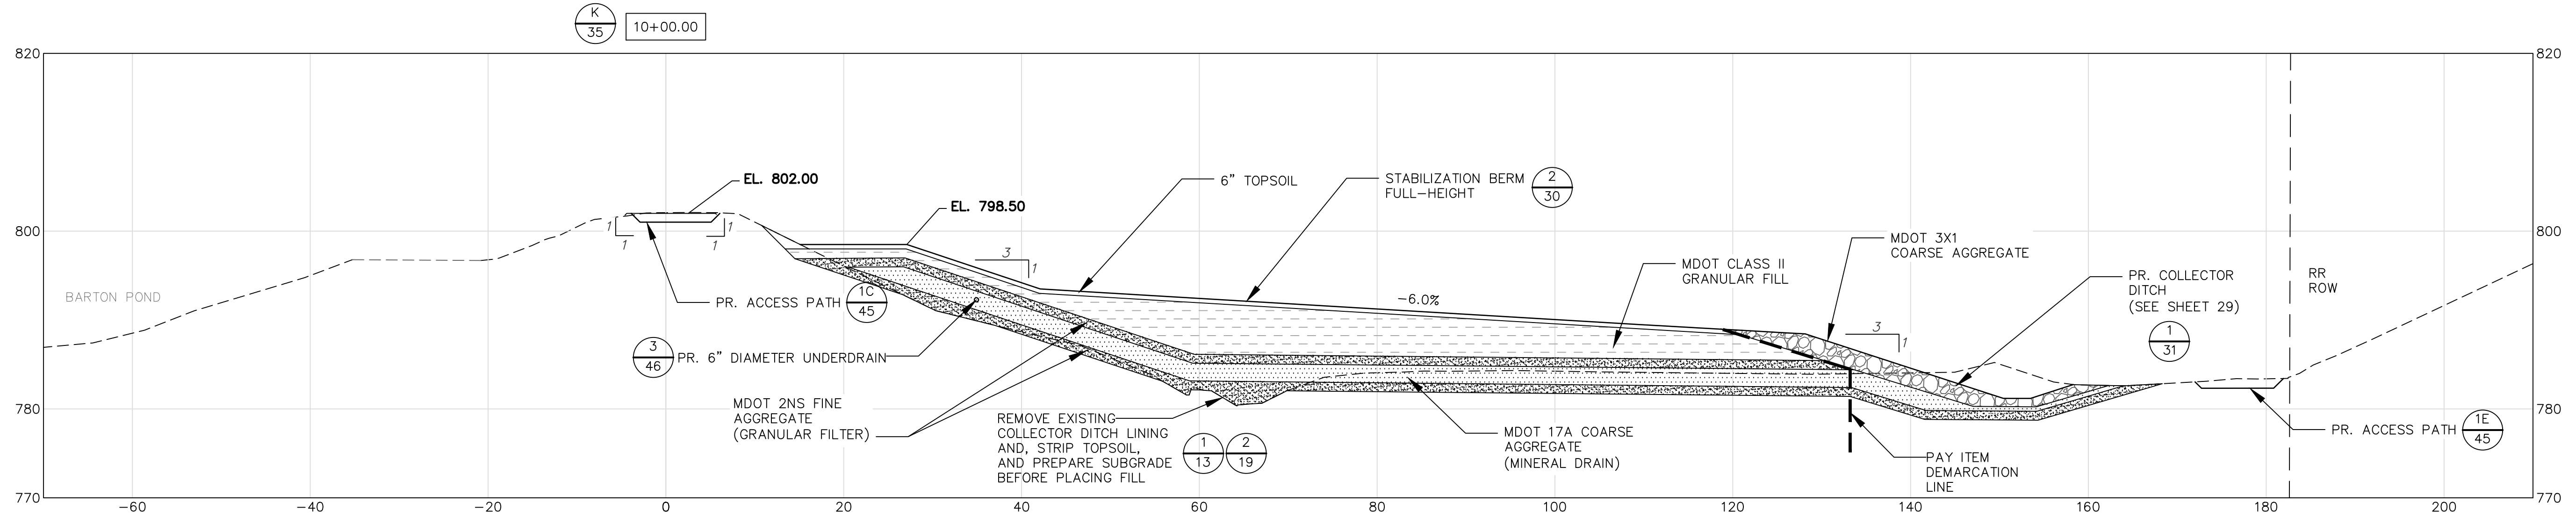 K
35
10+00.00
820
820
EL. 802.00
6" TOPSOIL
STABILIZATION BERM
FULL-HEIGHT
2
30
EL. 798.50
800
800
1
1
1
1
3
1
MDOT 3X1
COARSE AGGREGATE
MDOT CLASS II
GRANULAR FILL
PR. COLLECTOR
DITCH
(SEE SHEET 29)
1
31
RR
ROW
BARTON POND
PR. ACCESS PATH
1C
45
-6.0%
3
1
3
46
PR. 6" DIAMETER UNDERDRAIN
MDOT 2NS FINE
AGGREGATE
(GRANULAR FILTER)
REMOVE EXISTING
COLLECTOR DITCH LINING
AND, STRIP TOPSOIL,
AND PREPARE SUBGRADE
BEFORE PLACING FILL
1
13
2
19
MDOT 17A COARSE
AGGREGATE
(MINERAL DRAIN)
PAY ITEM
DEMARCATION
LINE
PR. ACCESS PATH
1E
45
780
780
770
770
-60
-40
-20
0
20
40
60
80
100
120
140
160
180
200